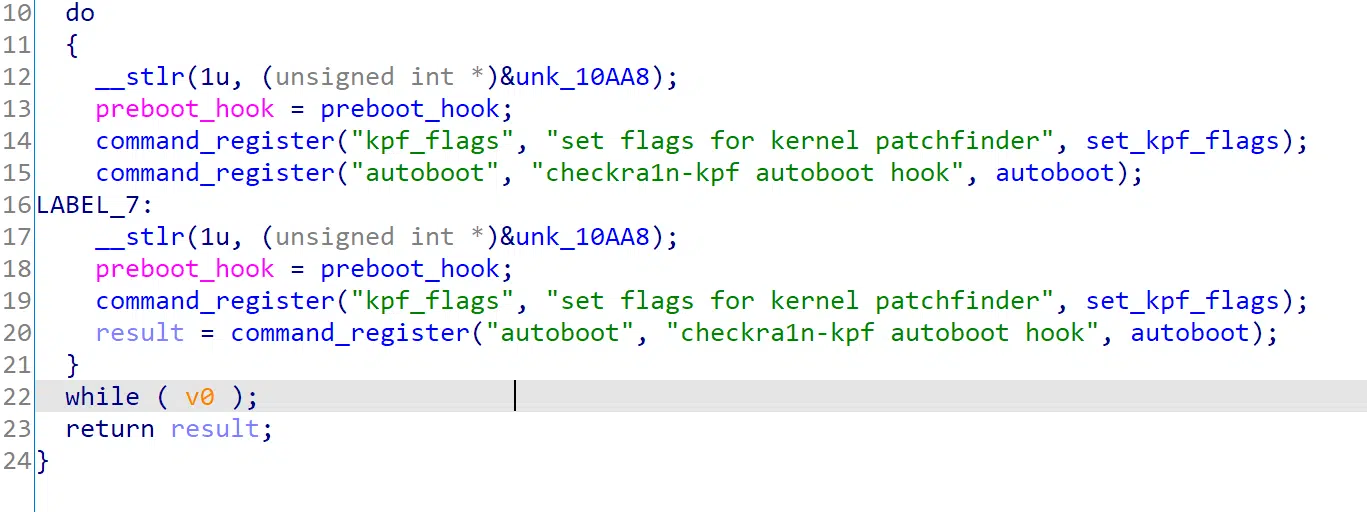 10 do
11 {
12 __stlr(1u, (unsigned int *)&unk_10AA8);
13 preboot_hook = preboot_hook;
14 command_register("kpf_flags", "set flags for kernel patchfinder", set_kpf_flags);
15 command_register("autoboot", "checkra1n-kpf autoboot hook", autoboot);
16 LABEL_7:
17 __stlr(1u, (unsigned int *)&unk_10AA8);
18 preboot_hook = preboot_hook;
19 command_register("kpf_flags", "set flags for kernel patchfinder", set_kpf_flags);
20 result = command_register("autoboot", "checkra1n-kpf autoboot hook", autoboot);
21 }
22 while ( v0 );
23 return result;
24 }